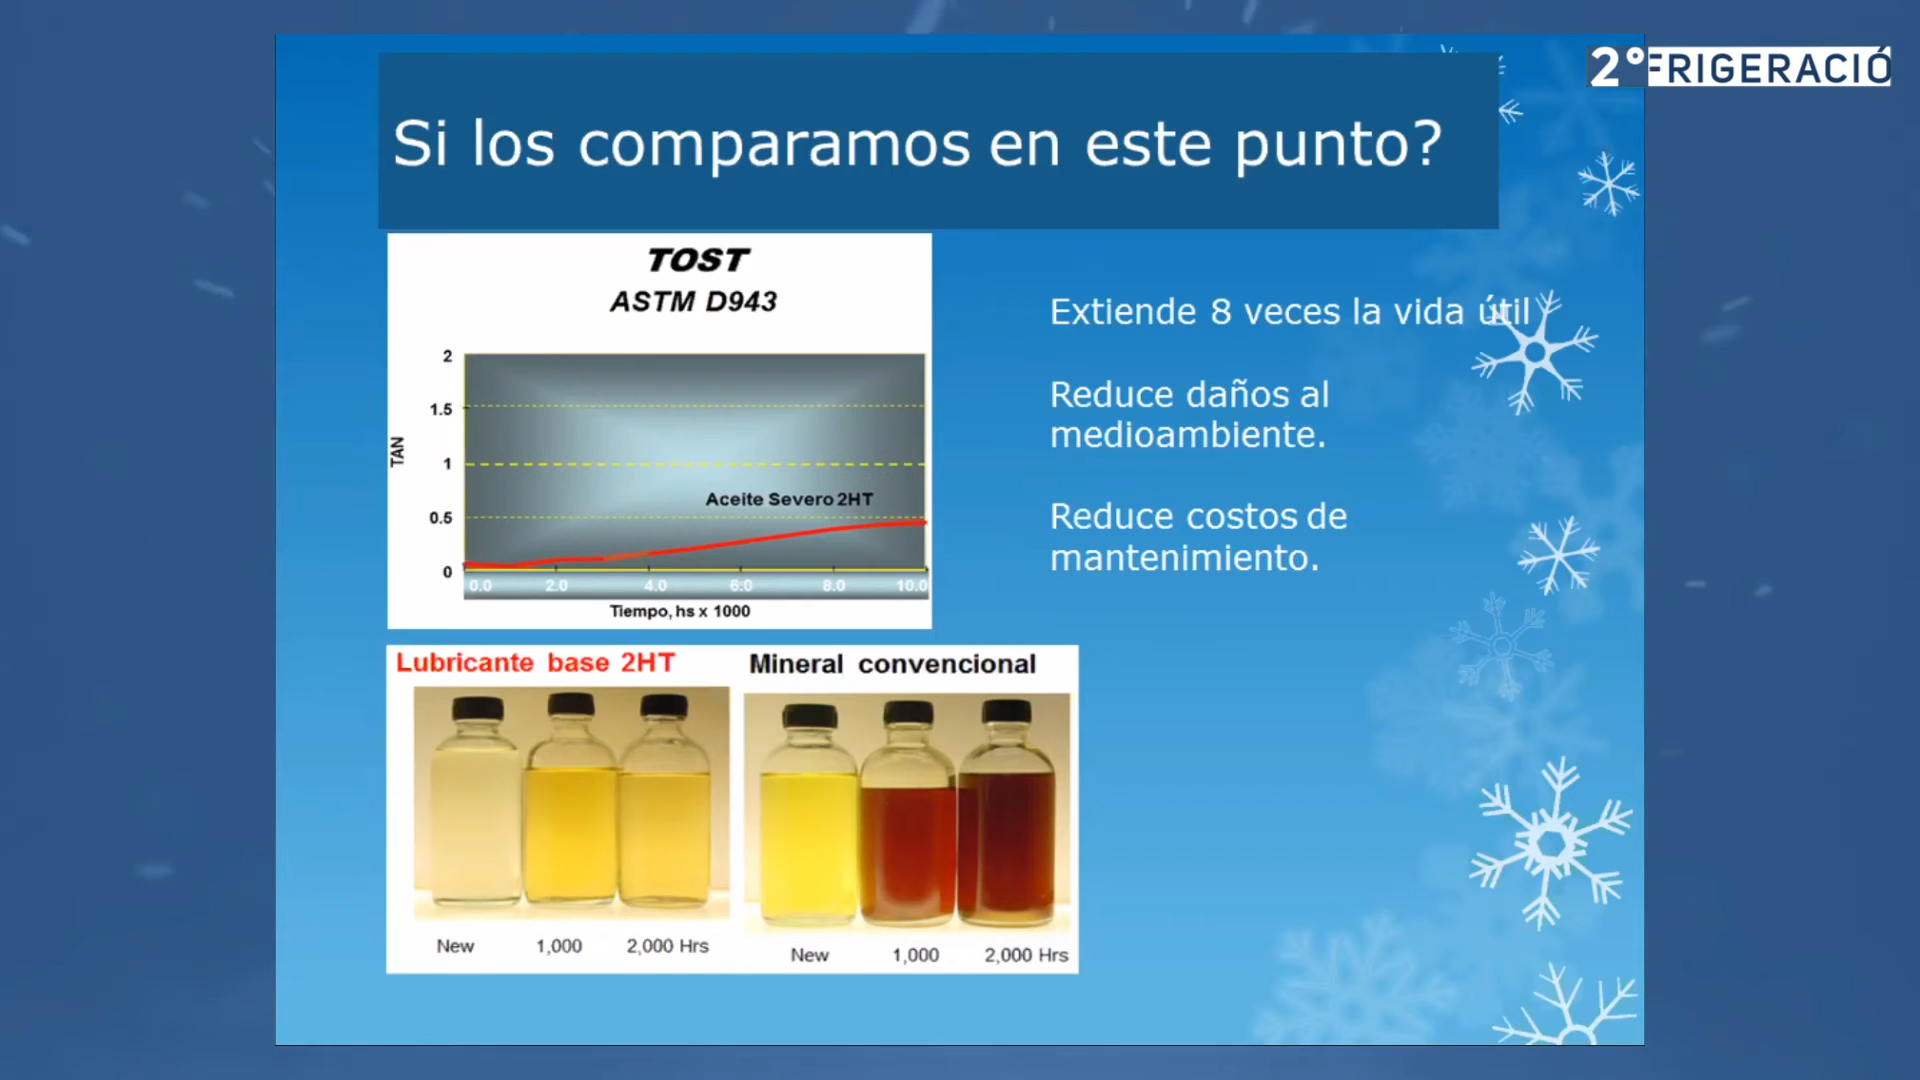 2°FRIGERACIÓ
Si los comparamos en este punto?
TOST
ASTM D943
2
1.5
TAN
1
Aceite Severo 2HT
0.5
0
0.0 2.0 4.0 6.0 8.0 10.0
Tiempo, hs x 1000
Extiende 8 veces la vida útil
Reduce daños al
medioambiente.
Reduce costos de
mantenimiento.
Lubricante base 2HT
New 1,000 2,000 Hrs
Mineral convencional
New 1,000 2,000 Hrs